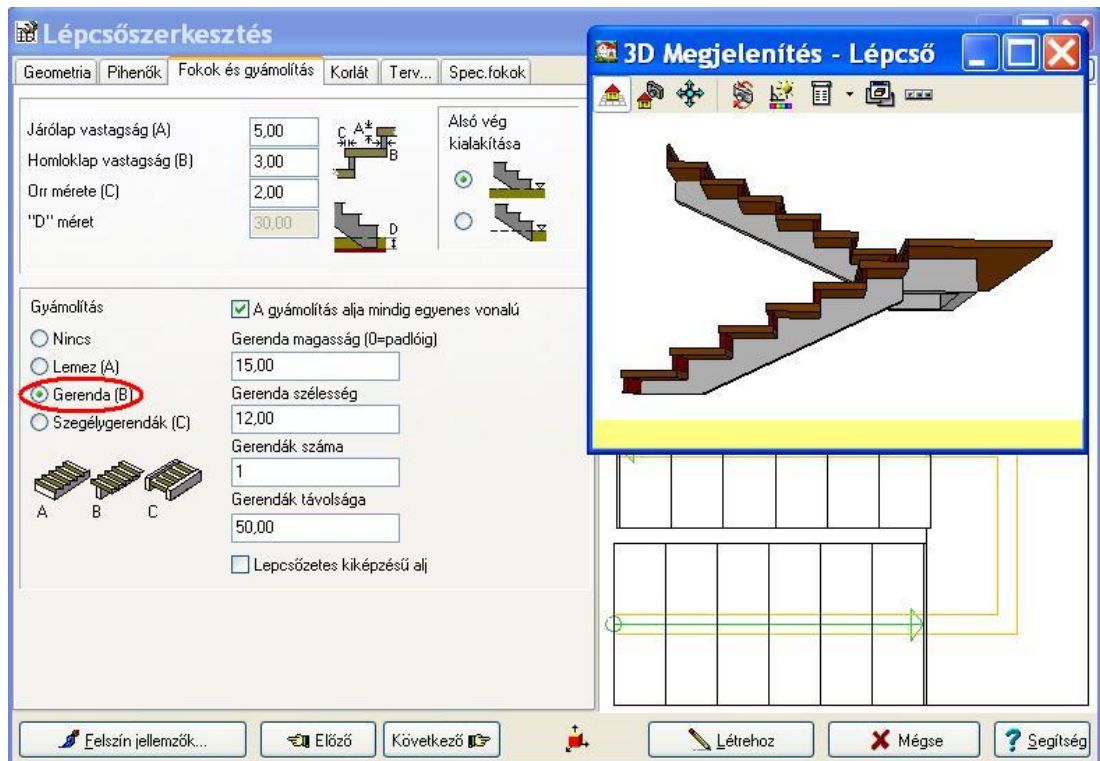 Lépcsőszerkesztés
Geometria Pihenők Fokok és gyámolítás Korlát Terv... Spec.fokok
Járólap vastagság (A) 5,00
Homloklap vastagság (B) 3,00
Orr mérete (C) 2,00
"D" méret 30,00
C A
B
D
Alsó vég
kialakítása
Gyámolítás
Nincs
Lemez (A)
Gerenda (B)
Szegélygerendák (C)
A B C
A gyámolítás alja mindig egyenes vonalú
Gerenda magasság (0=padlóig)
15,00
Gerenda szélesség
12,00
Gerendák száma
1
Gerendák távolsága
50,00
Lepcsőzetes kiképzésű alj
3D Megjelenítés - Lépcső
Felszín jellemzők... Előző Következő Létrehoz Mégse Segítség